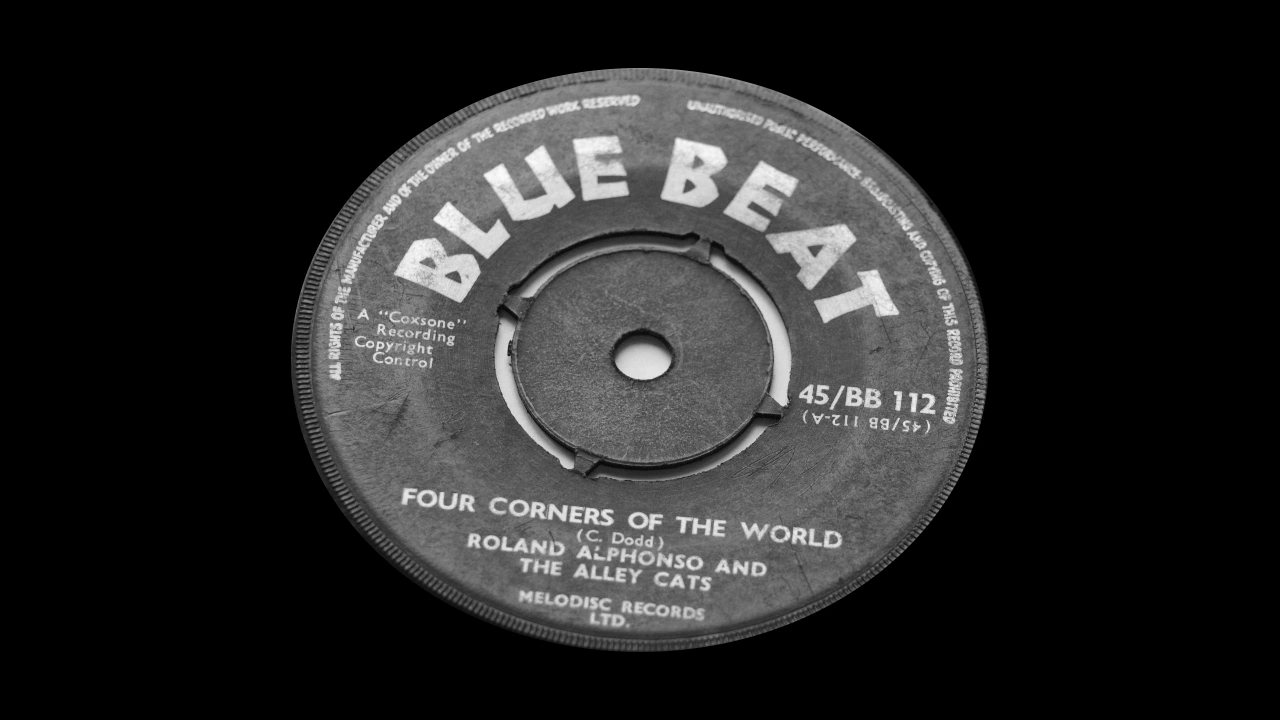 ALL RIGHTS OF THE MANUFACTURER AND OF THE OWNER OF THE RECORDED WORK RESERVED
UNAUTHORISED PUBLIC PERFORMANCE · BROADCASTING AND COPYING OF THIS RECORD PROHIBITED
BLUE BEAT
A "Coxsone"
Recording
Copyright
Control
45/BB 112
(45/BB 112-A)
FOUR CORNERS OF THE WORLD
(C. Dodd)
ROLAND ALPHONSO AND
THE ALLEY CATS
MELODISC RECORDS
LTD.